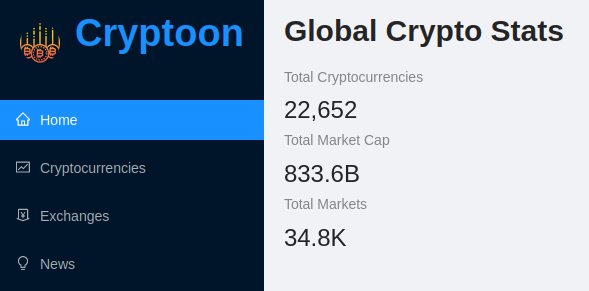 Cryptoon
Home
Cryptocurrencies
Exchanges
News
Global Crypto Stats
Total Cryptocurrencies
22,652
Total Market Cap
833.6B
Total Markets
34.8K